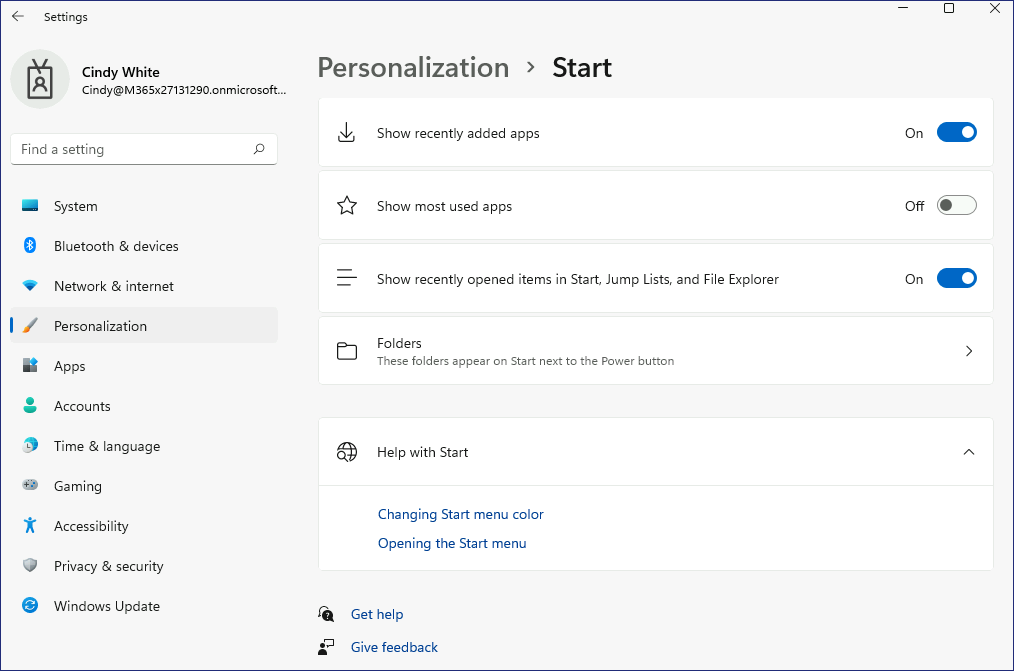 Settings
Cindy White
Cindy@M365x27131290.onmicrosoft...
Find a setting
System
Bluetooth & devices
Network & internet
Personalization
Apps
Accounts
Time & language
Gaming
Accessibility
Privacy & security
Windows Update
Personalization > Start
Show recently added apps On
Show most used apps Off
Show recently opened items in Start, Jump Lists, and File Explorer On
Folders
These folders appear on Start next to the Power button
Help with Start
Changing Start menu color
Opening the Start menu
Get help
Give feedback